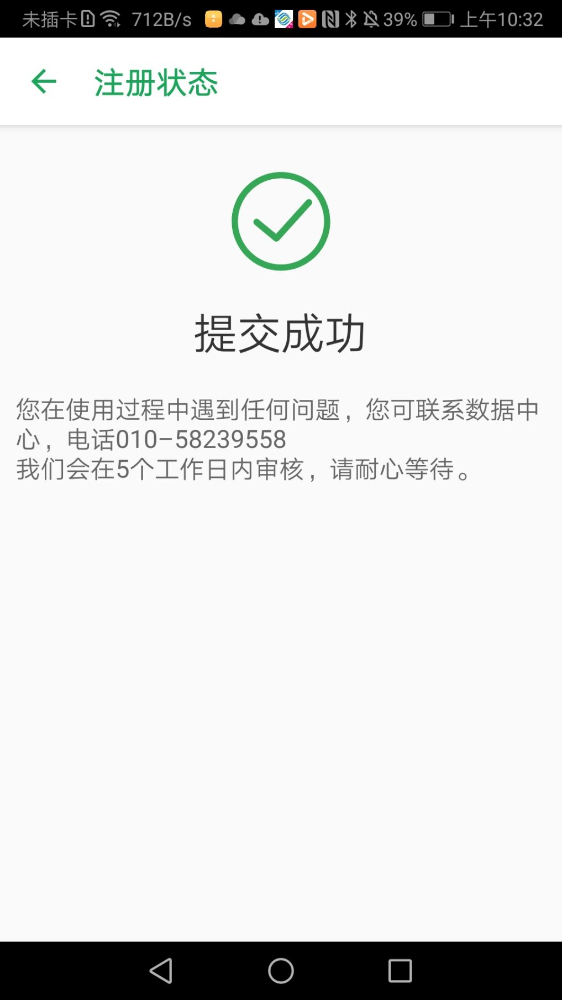 未插卡 712B/s 39% 上午10:32
注册状态
提交成功
您在使用过程中遇到任何问题，您可联系数据中
心，电话010-58239558
我们会在5个工作日内审核，请耐心等待。